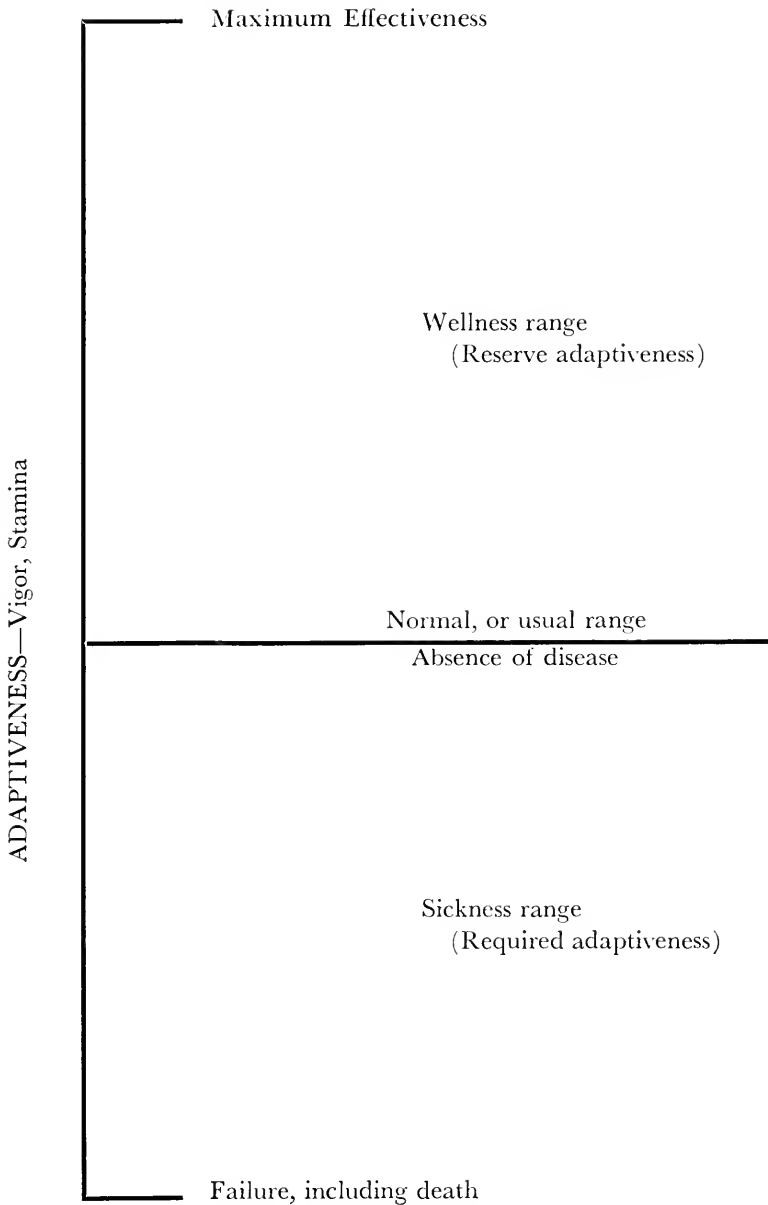 Maximum Effectiveness
Wellness range
(Reserve adaptiveness)
ADAPTIVENESS—Vigor, Stamina
Normal, or usual range
Absence of disease
Sickness range
(Required adaptiveness)
Failure, including death